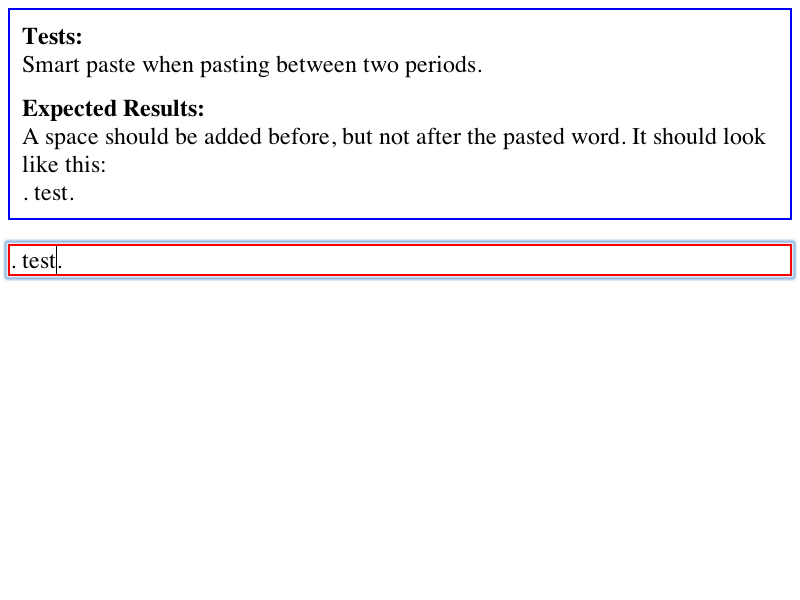 Tests:
Smart paste when pasting between two periods.
Expected Results:
A space should be added before, but not after the pasted word. It should look
like this:
. test.
. test.